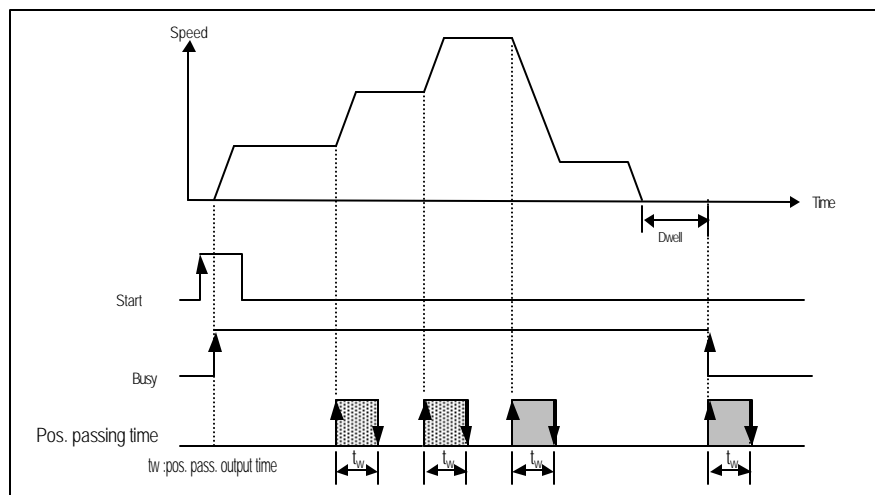 Speed
Time
Dwell
Start
Busy
Pos. passing time
tw tw tw tw
tw :pos. pass. output time